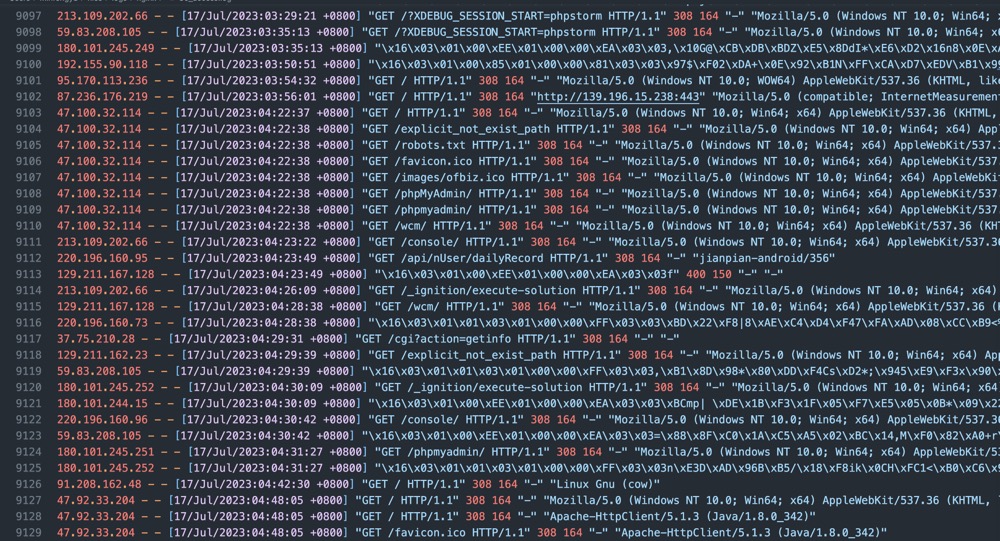 9097 213.109.202.66 - - [17/Jul/2023:03:29:21 +0800] "GET /?XDEBUG_SESSION_START=phpstorm HTTP/1.1" 308 164 "-" "Mozilla/5.0 (Windows NT 10.0; Win64;
9098 59.83.208.105 - - [17/Jul/2023:03:35:13 +0800] "GET /?XDEBUG_SESSION_START=phpstorm HTTP/1.1" 308 164 "-" "Mozilla/5.0 (Windows NT 10.0; Win64; x
9099 180.101.245.249 - - [17/Jul/2023:03:35:13 +0800] "\x16\x03\x01\x00\xEE\x01\x00\x00\xEA\x03\x03,\x10G@\xCB\xDB\xBDZ\xE5\x8DdI*\xE6\xD2\x16n8\x0E\x
9100 192.155.90.118 - - [17/Jul/2023:03:50:51 +0800] "\x16\x03\x01\x00\x85\x01\x00\x00\x81\x03\x03\x97$\xF02\xDA+\x0E\x92\xB1N\xFF\xCA\xD7\xEDV\xB1\x9
9101 95.170.113.236 - - [17/Jul/2023:03:54:32 +0800] "GET / HTTP/1.1" 308 164 "-" "Mozilla/5.0 (Windows NT 10.0; WOW64) AppleWebKit/537.36 (KHTML, lik
9102 87.236.176.219 - - [17/Jul/2023:03:56:01 +0800] "GET / HTTP/1.1" 308 164 "http://139.196.15.238:443" "Mozilla/5.0 (compatible; InternetMeasuremen
9103 47.100.32.114 - - [17/Jul/2023:04:22:37 +0800] "GET / HTTP/1.1" 308 164 "-" "Mozilla/5.0 (Windows NT 10.0; Win64; x64) AppleWebKit/537.36 (KHTML,
9104 47.100.32.114 - - [17/Jul/2023:04:22:38 +0800] "GET /explicit_not_exist_path HTTP/1.1" 308 164 "-" "Mozilla/5.0 (Windows NT 10.0; Win64; x64) App
9105 47.100.32.114 - - [17/Jul/2023:04:22:38 +0800] "GET /robots.txt HTTP/1.1" 308 164 "-" "Mozilla/5.0 (Windows NT 10.0; Win64; x64) AppleWebKit/537.3
9106 47.100.32.114 - - [17/Jul/2023:04:22:38 +0800] "GET /favicon.ico HTTP/1.1" 308 164 "-" "Mozilla/5.0 (Windows NT 10.0; Win64; x64) AppleWebKit/537.
9107 47.100.32.114 - - [17/Jul/2023:04:22:38 +0800] "GET /images/ofbiz.ico HTTP/1.1" 308 164 "-" "Mozilla/5.0 (Windows NT 10.0; Win64; x64) AppleWebKit
9108 47.100.32.114 - - [17/Jul/2023:04:22:38 +0800] "GET /phpMyAdmin/ HTTP/1.1" 308 164 "-" "Mozilla/5.0 (Windows NT 10.0; Win64; x64) AppleWebKit/537
9109 47.100.32.114 - - [17/Jul/2023:04:22:38 +0800] "GET /phpmyadmin/ HTTP/1.1" 308 164 "-" "Mozilla/5.0 (Windows NT 10.0; Win64; x64) AppleWebKit/537
9110 47.100.32.114 - - [17/Jul/2023:04:22:38 +0800] "GET /wcm/ HTTP/1.1" 308 164 "-" "Mozilla/5.0 (Windows NT 10.0; Win64; x64) AppleWebKit/537.36 (KHT
9111 213.109.202.66 - - [17/Jul/2023:04:23:22 +0800] "GET /console/ HTTP/1.1" 308 164 "-" "Mozilla/5.0 (Windows NT 10.0; Win64; x64) AppleWebKit/537.3
9112 220.196.160.95 - - [17/Jul/2023:04:23:49 +0800] "GET /api/nUser/dailyRecord HTTP/1.1" 308 164 "-" "jianpian-android/356"
9113 129.211.167.128 - - [17/Jul/2023:04:23:49 +0800] "\x16\x03\x01\x00\xEE\x01\x00\x00\xEA\x03\x03f" 400 150 "-" "-"
9114 213.109.202.66 - - [17/Jul/2023:04:26:09 +0800] "GET /_ignition/execute-solution HTTP/1.1" 308 164 "-" "Mozilla/5.0 (Windows NT 10.0; Win64; x64)
9115 129.211.167.128 - - [17/Jul/2023:04:28:38 +0800] "GET /wcm/ HTTP/1.1" 308 164 "-" "Mozilla/5.0 (Windows NT 10.0; Win64; x64) AppleWebKit/537.36 (
9116 220.196.160.73 - - [17/Jul/2023:04:28:38 +0800] "\x16\x03\x01\x01\x03\x01\x00\x00\xFF\x03\x03\xBD\x22\xF8|8\xAE\xC4\xD4\xF47\xFA\xAD\x08\xCC\xB9<
9117 37.75.210.28 - - [17/Jul/2023:04:29:31 +0800] "GET /cgi?action=getinfo HTTP/1.1" 308 164 "-" "-"
9118 129.211.162.23 - - [17/Jul/2023:04:29:39 +0800] "GET /explicit_not_exist_path HTTP/1.1" 308 164 "-" "Mozilla/5.0 (Windows NT 10.0; Win64; x64) Ap
9119 59.83.208.105 - - [17/Jul/2023:04:29:39 +0800] "\x16\x03\x01\x01\x03\x01\x00\x00\xFF\x03\x03,\xB1\x8D\x98*\x80\xDD\xF4Cs\xD2*;\x945\xE9\xF3x\x90\
9120 180.101.245.252 - - [17/Jul/2023:04:30:09 +0800] "GET /_ignition/execute-solution HTTP/1.1" 308 164 "-" "Mozilla/5.0 (Windows NT 10.0; Win64; x64
9121 180.101.244.15 - - [17/Jul/2023:04:30:09 +0800] "\x16\x03\x01\x00\xEE\x01\x00\x00\xEA\x03\x03\xBCmp| \xDE\x1B\xF3\x1F\x05\xF7\xE5\x05\x0B*\x09\x2
9122 220.196.160.96 - - [17/Jul/2023:04:30:42 +0800] "GET /console/ HTTP/1.1" 308 164 "-" "Mozilla/5.0 (Windows NT 10.0; Win64; x64) AppleWebKit/537.3
9123 59.83.208.105 - - [17/Jul/2023:04:30:42 +0800] "\x16\x03\x01\x00\xEE\x01\x00\x00\xEA\x03\x03=\x88\x8F\xC0\x1A\xC5\xA5\x02\xBC\x14,M\xF0\x82\xA0+r
9124 180.101.245.251 - - [17/Jul/2023:04:31:27 +0800] "GET /phpmyadmin/ HTTP/1.1" 308 164 "-" "Mozilla/5.0 (Windows NT 10.0; Win64; x64) AppleWebKit/5
9125 180.101.245.252 - - [17/Jul/2023:04:31:27 +0800] "\x16\x03\x01\x01\x03\x01\x00\x00\xFF\x03\x03n\xE3D\xAD\x96B\xB5/\x18\xF8ik\x0CH\xFC1<\xB0\xC6\x9
9126 91.208.162.48 - - [17/Jul/2023:04:42:30 +0800] "GET / HTTP/1.1" 308 164 "-" "Linux Gnu (cow)"
9127 47.92.33.204 - - [17/Jul/2023:04:48:05 +0800] "GET / HTTP/1.1" 308 164 "-" "Mozilla/5.0 (Windows NT 10.0; Win64; x64) AppleWebKit/537.36 (KHTML,
9128 47.92.33.204 - - [17/Jul/2023:04:48:05 +0800] "GET / HTTP/1.1" 308 164 "-" "Apache-HttpClient/5.1.3 (Java/1.8.0_342)"
9129 47.92.33.204 - - [17/Jul/2023:04:48:05 +0800] "GET /favicon.ico HTTP/1.1" 308 164 "-" "Apache-HttpClient/5.1.3 (Java/1.8.0_342)"